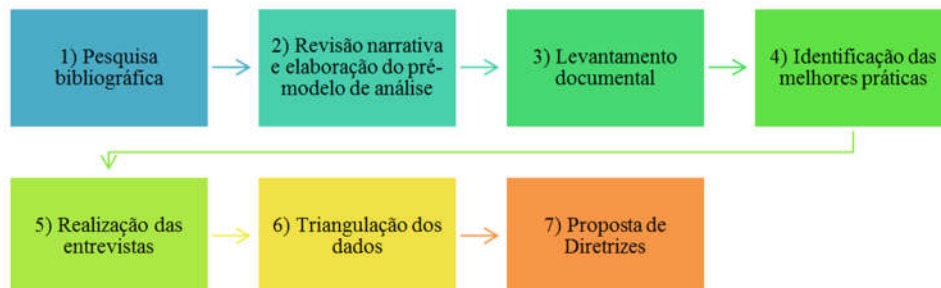 1) Pesquisa
bibliográfica
2) Revisão narrativa
e elaboração do pré-
modelo de análise
3) Levantamento
documental
4) Identificação das
melhores práticas
5) Realização das
entrevistas
6) Triangulação dos
dados
7) Proposta de
Diretrizes